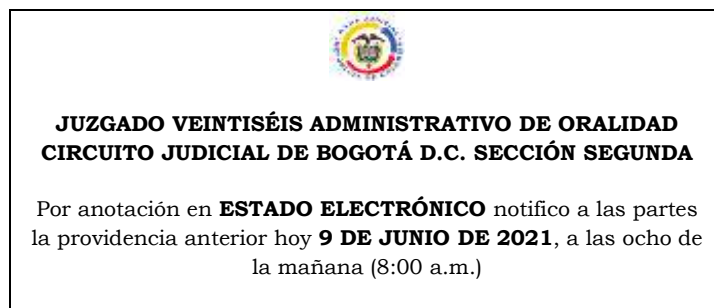 JUZGADO VEINTISÉIS ADMINISTRATIVO DE ORALIDAD
CIRCUITO JUDICIAL DE BOGOTÁ D.C. SECCIÓN SEGUNDA
Por anotación en ESTADO ELECTRÓNICO notifico a las partes
la providencia anterior hoy 9 DE JUNIO DE 2021, a las ocho de
la mañana (8:00 a.m.)